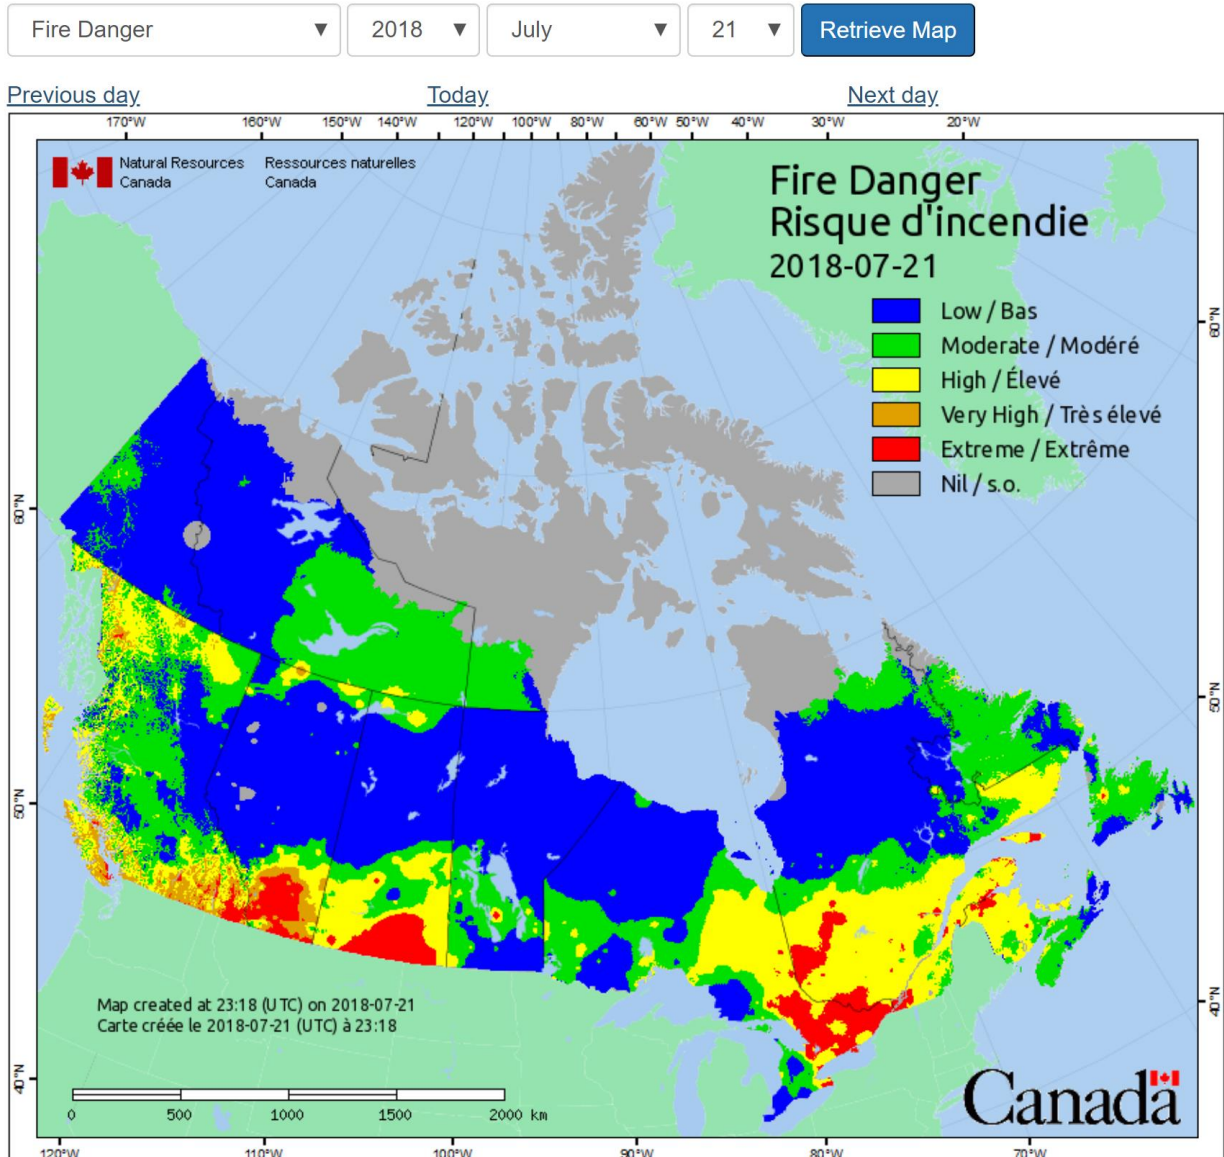 Fire Danger ▼ 2018 ▼ July ▼ 21 ▼ Retrieve Map
Previous day Today Next day
170°W 160°W 150°W 140°W 120°W 100°W 80°W 60°W 50°W 40°W 30°W 20°W
Natural Resources Ressources naturelles
Canada Canada
Fire Danger
Risque d'incendie
2018-07-21
Low / Bas
Moderate / Modéré
High / Élevé
Very High / Très élevé
Extreme / Extrême
Nil / s.o.
60°N 60°N
50°N 50°N
40°N 40°N
Map created at 23:18 (UTC) on 2018-07-21
Carte créée le 2018-07-21 (UTC) à 23:18
0 500 1000 1500 2000 km
Canada
120°W 110°W 100°W 90°W 80°W 70°W